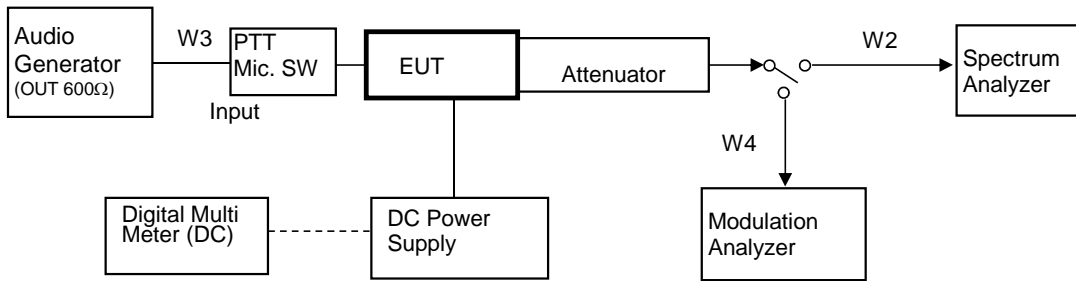 Audio
Generator
(OUT 600Ω)
W3
PTT
Mic. SW
Input
EUT
Attenuator
W2
Spectrum
Analyzer
W4
Digital Multi
Meter (DC)
DC Power
Supply
Modulation
Analyzer